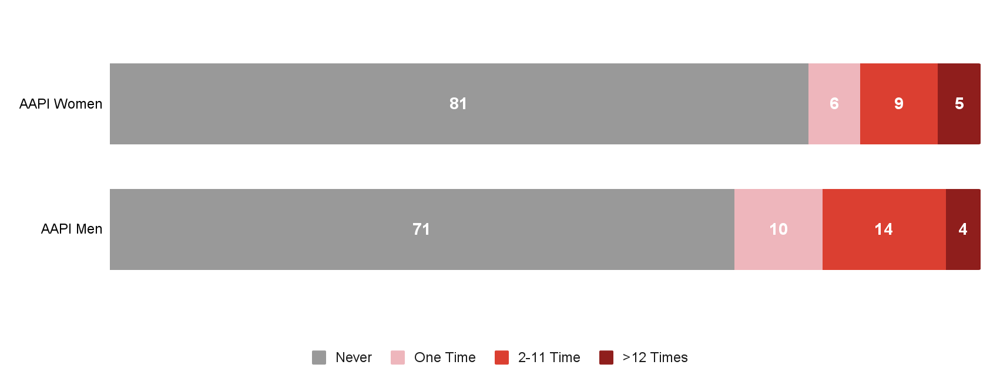 AAPI Women 81 6 9 5
AAPI Men 71 10 14 4
Never One Time 2-11 Time >12 Times